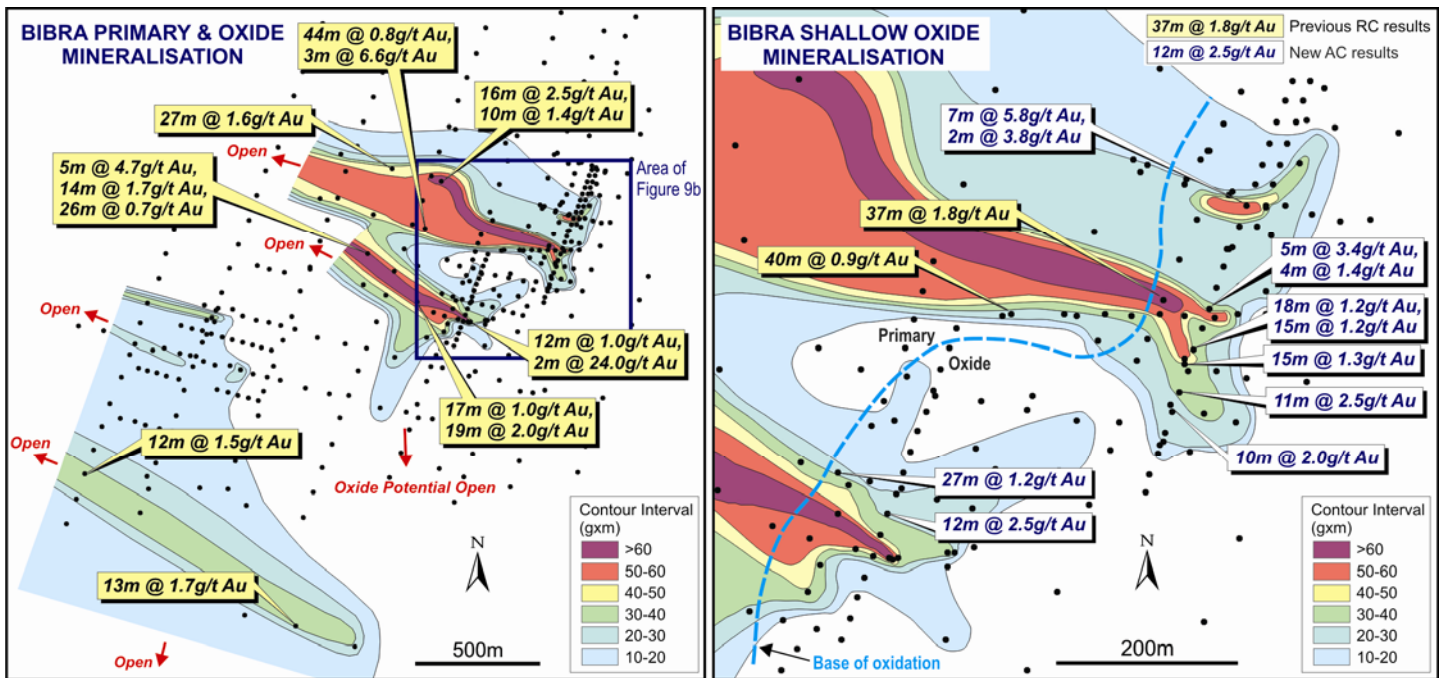 BIBRA PRIMARY & OXIDE
MINERALISATION
44m @ 0.8g/t Au,
3m @ 6.6g/t Au
16m @ 2.5g/t Au,
10m @ 1.4g/t Au
27m @ 1.6g/t Au
Open
5m @ 4.7g/t Au,
14m @ 1.7g/t Au,
26m @ 0.7g/t Au
Area of
Figure 9b
Open
Open
12m @ 1.0g/t Au,
2m @ 24.0g/t Au
17m @ 1.0g/t Au,
19m @ 2.0g/t Au
Open
12m @ 1.5g/t Au
Oxide Potential Open
13m @ 1.7g/t Au
Open
N
500m
Contour Interval
(gxm)
>60
50-60
40-50
30-40
20-30
10-20
BIBRA SHALLOW OXIDE
MINERALISATION
37m @ 1.8g/t Au Previous RC results
12m @ 2.5g/t Au New AC results
7m @ 5.8g/t Au,
2m @ 3.8g/t Au
37m @ 1.8g/t Au
40m @ 0.9g/t Au
5m @ 3.4g/t Au,
4m @ 1.4g/t Au
18m @ 1.2g/t Au,
15m @ 1.2g/t Au
Primary
Oxide
15m @ 1.3g/t Au
11m @ 2.5g/t Au
10m @ 2.0g/t Au
27m @ 1.2g/t Au
12m @ 2.5g/t Au
N
Base of oxidation
200m
Contour Interval
(gxm)
>60
50-60
40-50
30-40
20-30
10-20